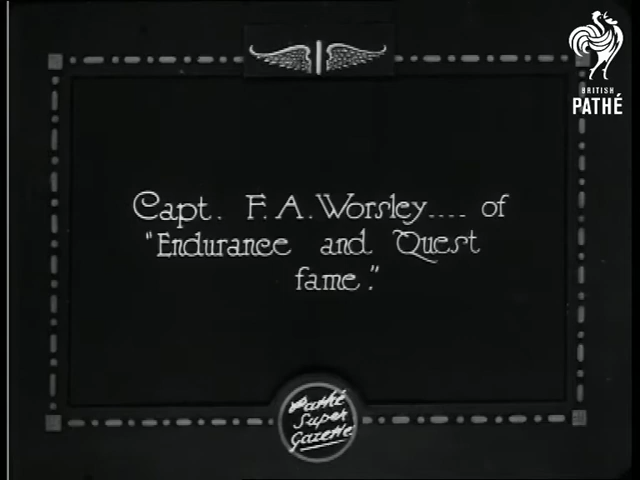 BRITISH
PATHÉ
Capt. F. A. Worsley.... of
"Endurance and Quest
fame."
Pathé
Super
Gazette